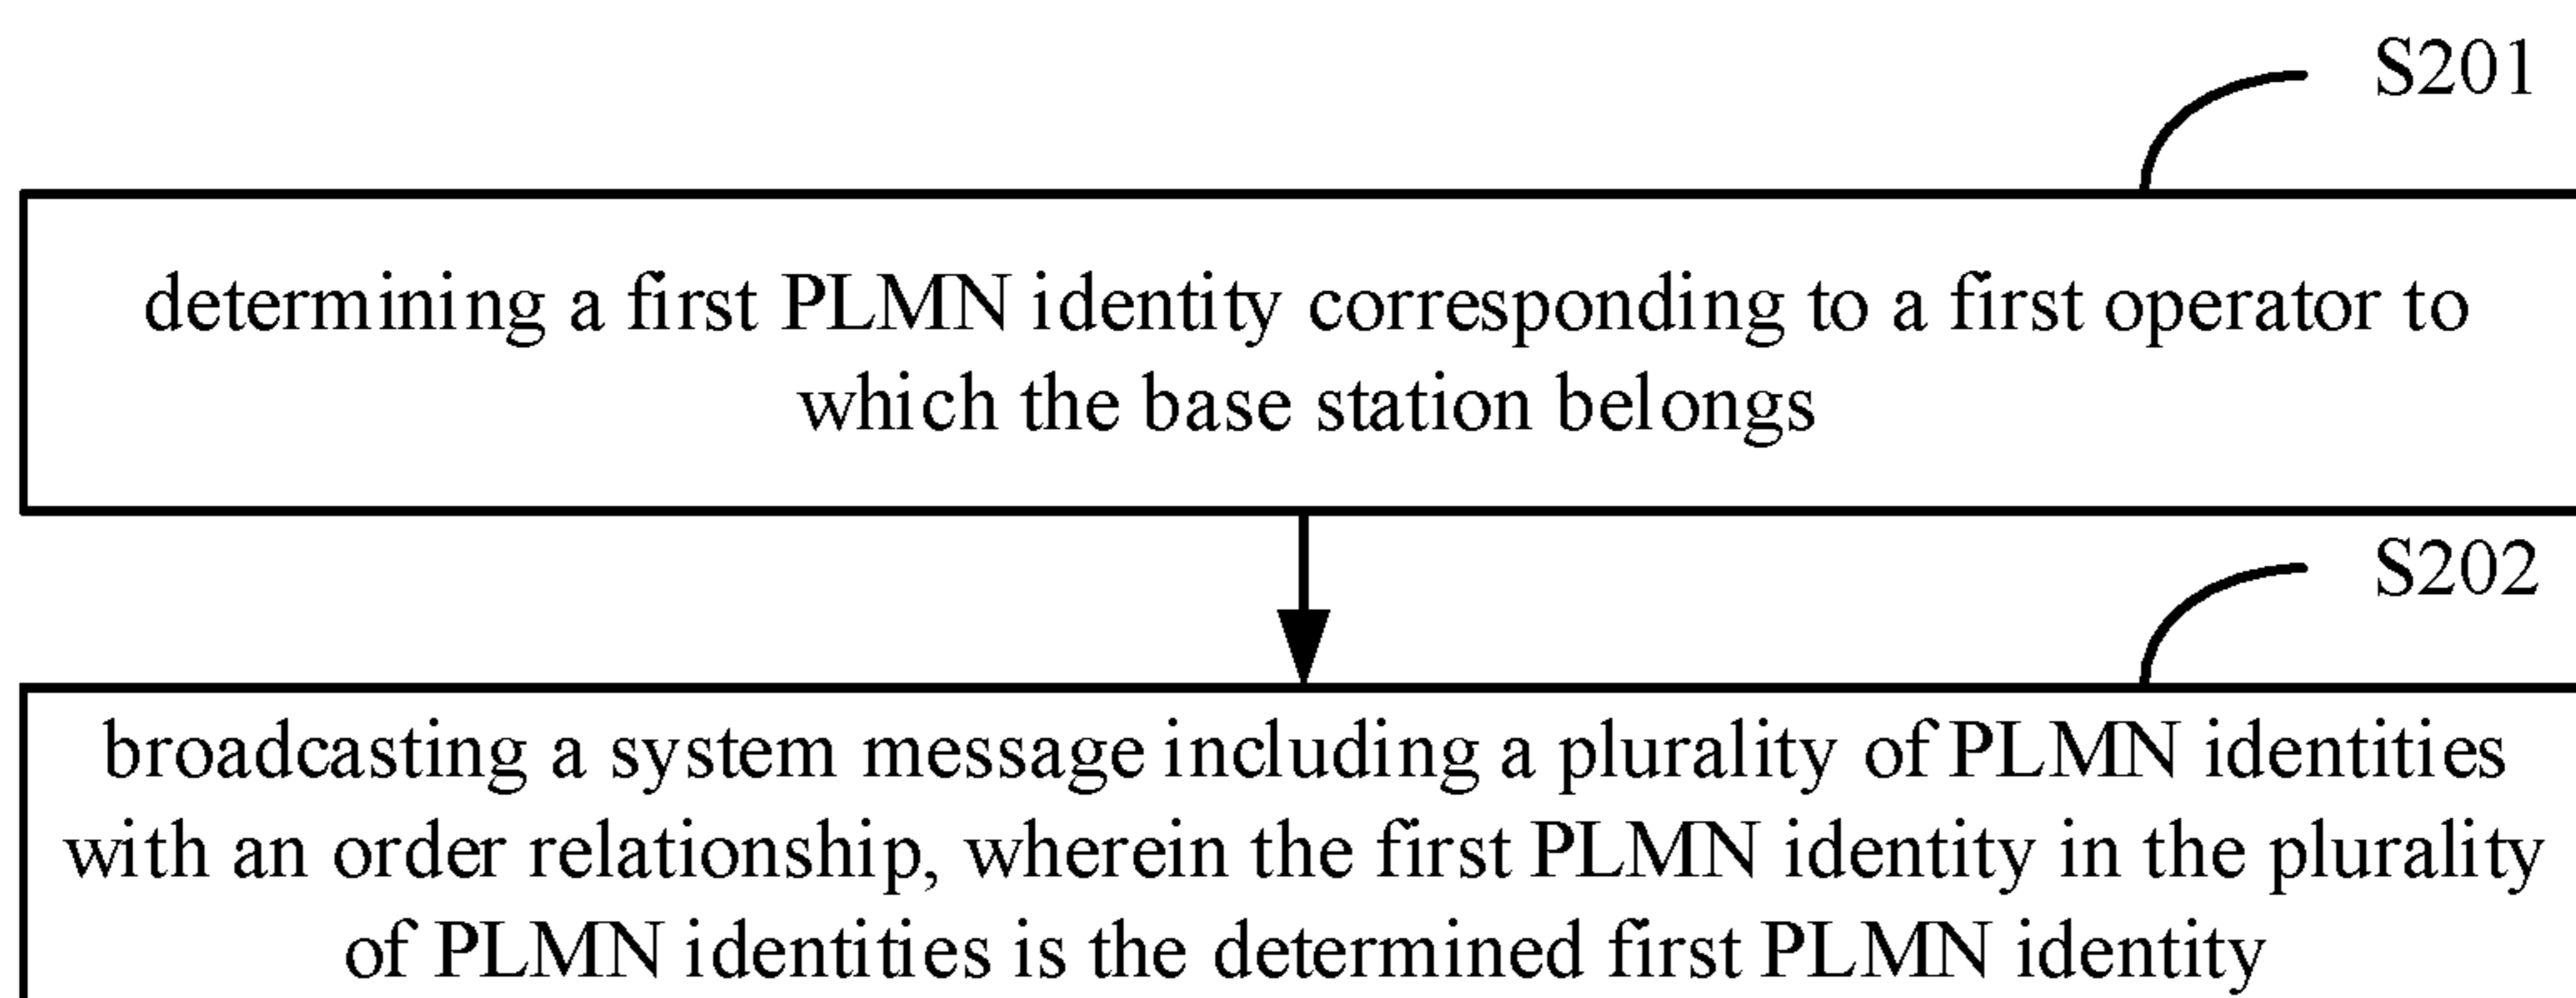 S201
determining a first PLMN identity corresponding to a first operator to
which the base station belongs
S202
broadcasting a system message including a plurality of PLMN identities
with an order relationship, wherein the first PLMN identity in the plurality
of PLMN identities is the determined first PLMN identity